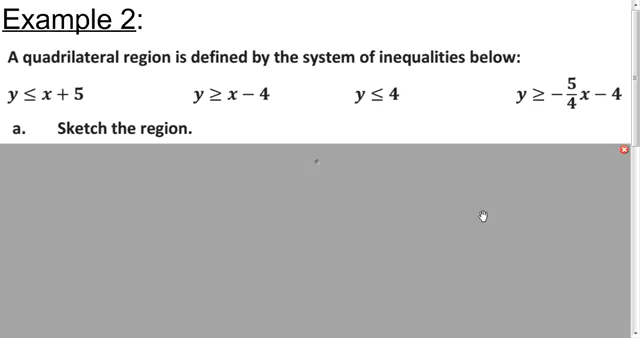 Example 2:
A quadrilateral region is defined by the system of inequalities below:
y ≤ x + 5 y ≥ x − 4 y ≤ 4 y ≥ −5/4x − 4
a. Sketch the region.